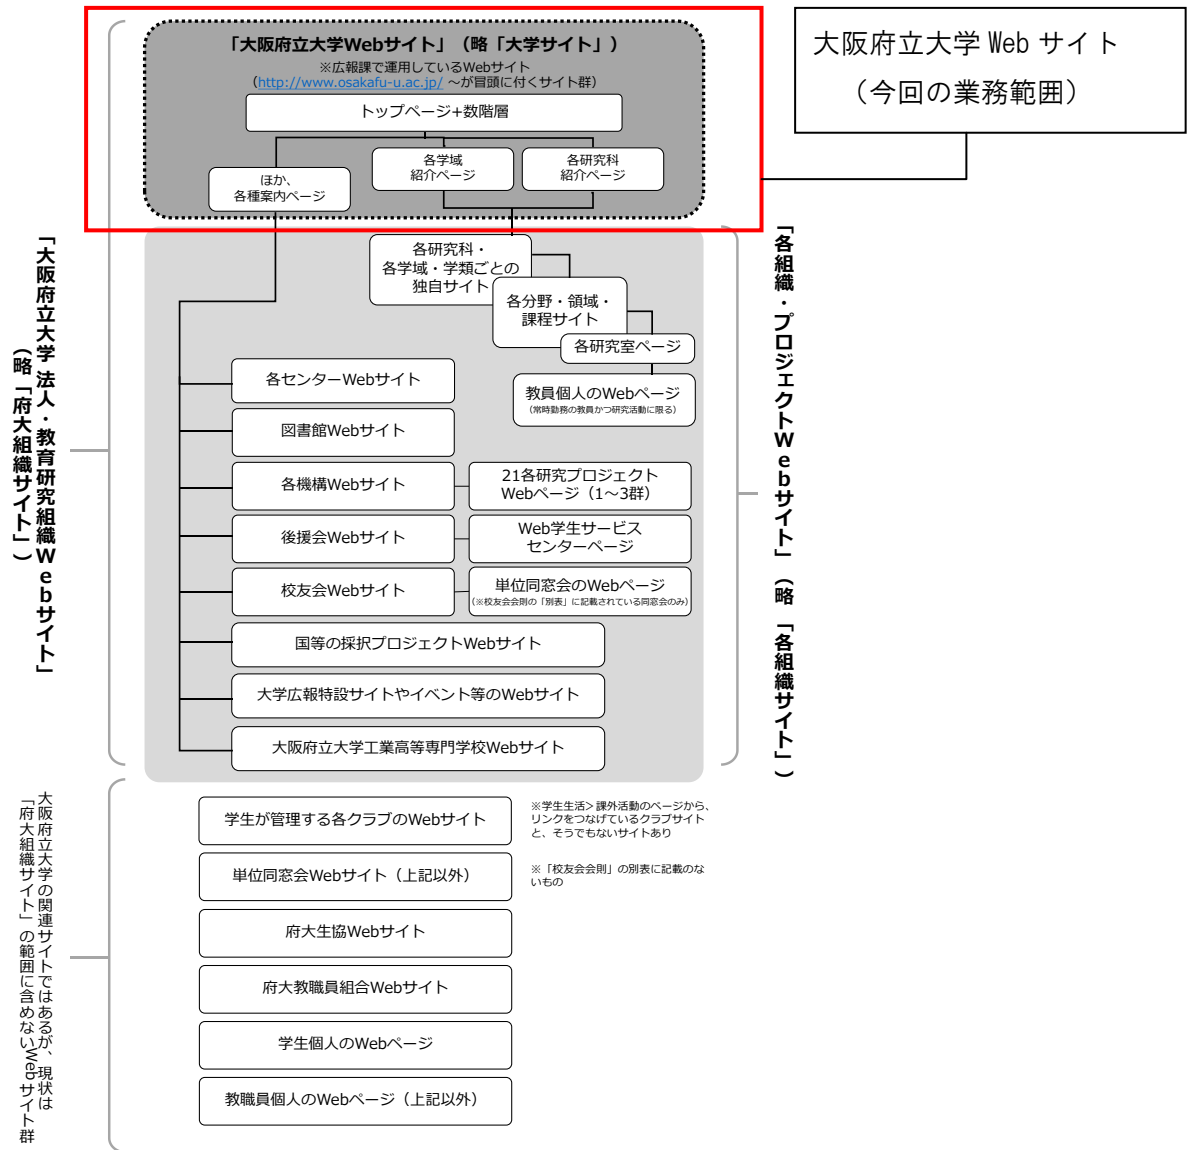 「大阪府立大学Webサイト」（略「大学サイト」）
※広報課で運用しているWebサイト
（http://www.osakafu-u.ac.jp/ ～が冒頭に付くサイト群）
トップページ+数階層
ほか、
各種案内ページ
各学域
紹介ページ
各研究科
紹介ページ
大阪府立大学 Web サイト
（今回の業務範囲）
「大阪府立大学 法人・教育研究組織Webサイト」
（略「府大組織サイト」）
各研究科・
各学域・学類ごとの
独自サイト
各分野・領域・
課程サイト
各研究室ページ
教員個人のWebページ
（常時勤務の教員かつ研究活動に限る）
各センターWebサイト
図書館Webサイト
各機構Webサイト
21各研究プロジェクト
Webページ（1～3群）
後援会Webサイト
Web学生サービス
センターページ
校友会Webサイト
単位同窓会のWebページ
（※校友会会則の「別表」に記載されている同窓会のみ）
国等の採択プロジェクトWebサイト
大学広報特設サイトやイベント等のWebサイト
大阪府立大学工業高等専門学校Webサイト
「各組織・プロジェクトWebサイト」（略 「各組織サイト」）
大阪府立大学の関連サイトではあるが、現状は
「府大組織サイト」の範囲に含めないWebサイト群
学生が管理する各クラブのWebサイト
※学生生活＞課外活動のページから、
リンクをつなげているクラブサイト
と、そうでもないサイトあり
単位同窓会Webサイト（上記以外）
※「校友会会則」の別表に記載のな
いもの
府大生協Webサイト
府大教職員組合Webサイト
学生個人のWebページ
教職員個人のWebページ（上記以外）